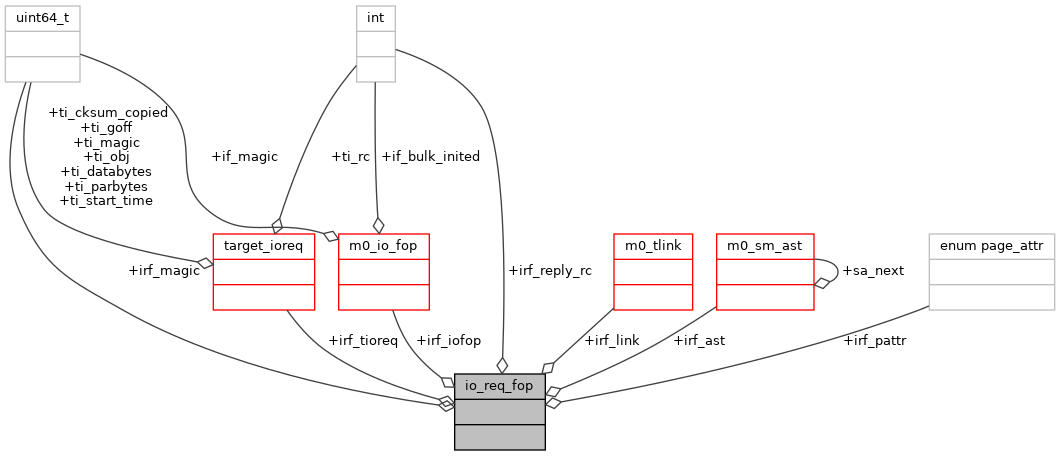 uint64_t
int
+ti_cksum_copied
+ti_goff
+ti_magic
+ti_obj
+ti_databytes
+ti_parbytes
+ti_start_time
+if_magic
+ti_rc
+if_bulk_inited
target_ioreq
m0_io_fop
m0_tlink
m0_sm_ast
enum page_attr
+irf_magic
+irf_reply_rc
+sa_next
+irf_tioreq
+irf_iofop
+irf_link
+irf_ast
+irf_pattr
io_req_fop